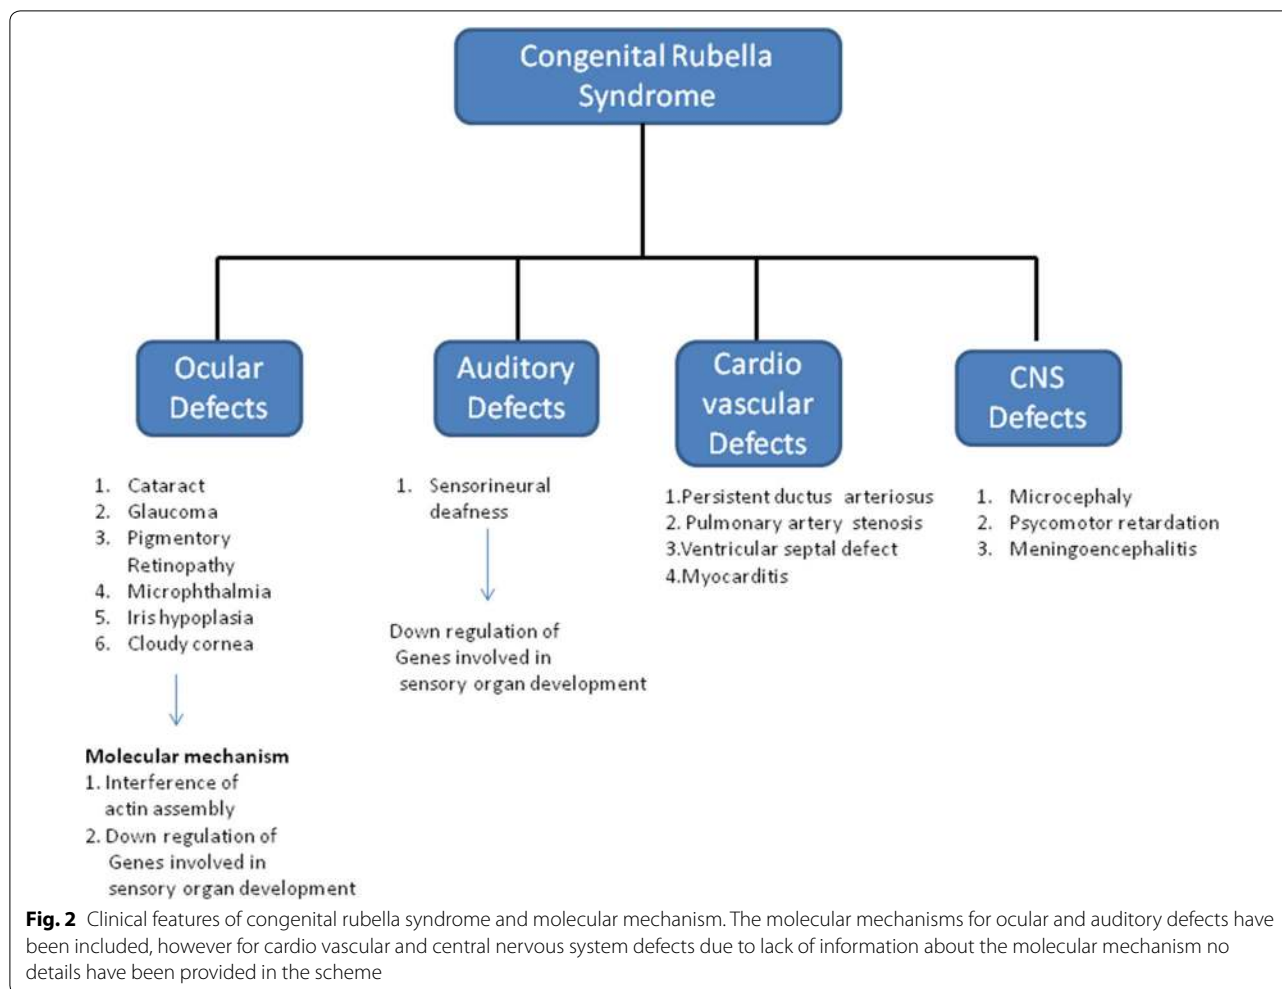 Congenital Rubella
Syndrome
Ocular
Defects
Auditory
Defects
Cardio
vascular
Defects
CNS
Defects
1. Cataract
2. Glaucoma
3. Pigmentory
Retinopathy
4. Microphthalmia
5. Iris hypoplasia
6. Cloudy cornea
Molecular mechanism
1. Interference of
actin assembly
2. Down regulation of
Genes involved in
sensory organ development
1. Sensorineural
deafness
Down regulation of
Genes involved in
sensory organ development
1.Persistent ductus arteriosus
2. Pulmonary artery stenosis
3.Ventricular septal defect
4.Myocarditis
1. Microcephaly
2. Psycomotor retardation
3. Meningoencephalitis
Fig. 2 Clinical features of congenital rubella syndrome and molecular mechanism. The molecular mechanisms for ocular and auditory defects have
been included, however for cardio vascular and central nervous system defects due to lack of information about the molecular mechanism no
details have been provided in the scheme